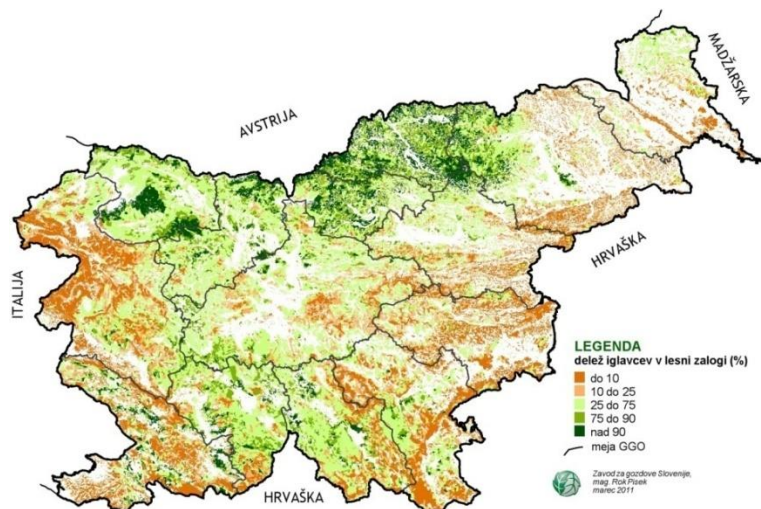 AVSTRIJA
MADŽARSKA
ITALIJA
HRVAŠKA
HRVAŠKA
LEGENDA
delež iglavcev v lesni zalogi (%)
do 10
10 do 25
25 do 75
75 do 90
nad 90
meja GGO
Zavod za gozdove Slovenije,
mag. Rok Pisek
marec 2011